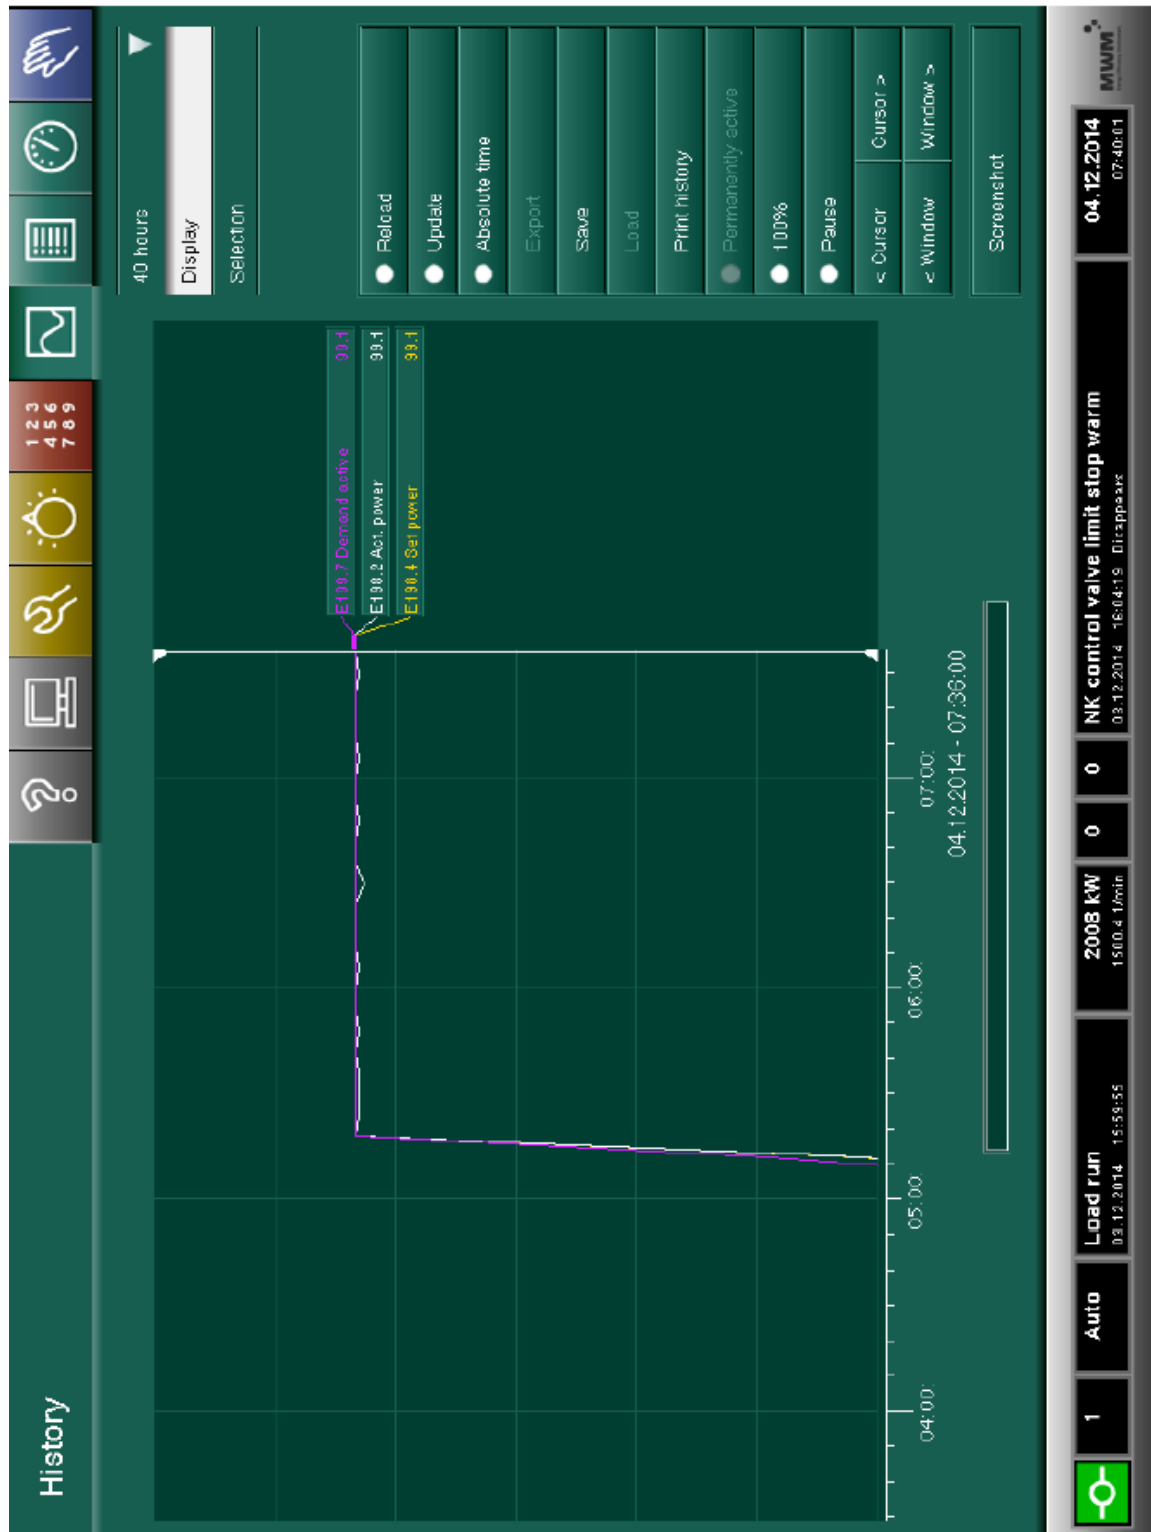 History
1 2 3
4 5 6
7 8 9
40 hours
Display
Selection
Reload
Update
Absolute time
Export
Save
Load
Print history
Permanently active
100%
Pause
< Cursor Cursor >
< Window Window >
Screenshot
E199.7 Demand active 99.1
E198.2 Act. power 99.1
E198.4 Set power 99.1
04:00: 05:00: 06:00: 07:00:
04.12.2014 - 07:36:00
1 Auto Load run 2008 kW 0 0 NK control valve limit stop warm 04.12.2014 MWM
03.12.2014 15:59:55 1500.4 1/min 03.12.2014 16:04:19 Disappears 07:40:01